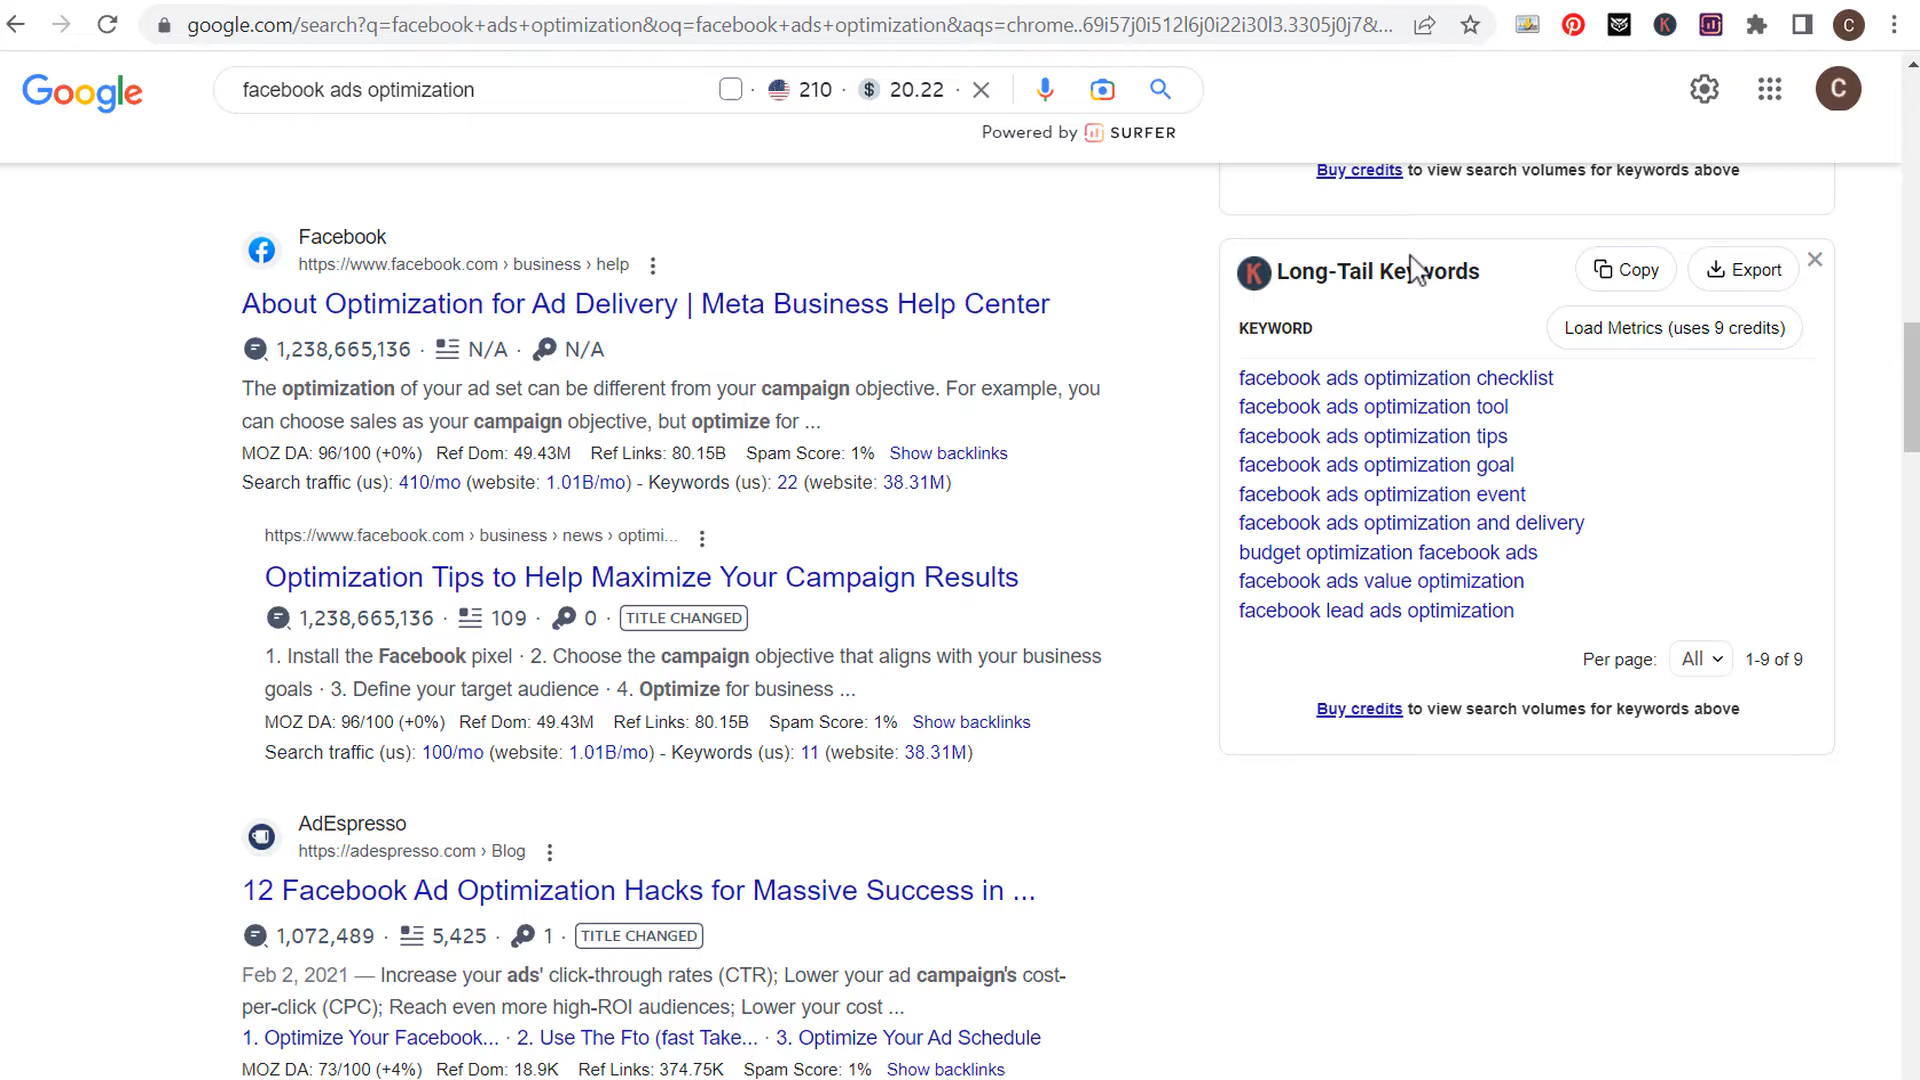 google.com/search?q=facebook+ads+optimization&oq=facebook+ads+optimization&aqs=chrome..69i57j0i512l6j0i22i30l3.3305j0j7&...
C
Google
facebook ads optimization
210 · $ 20.22 ·
C
Powered by SURFER
Buy credits to view search volumes for keywords above
Facebook
https://www.facebook.com › business › help
About Optimization for Ad Delivery | Meta Business Help Center
1,238,665,136 · N/A · N/A
The optimization of your ad set can be different from your campaign objective. For example, you
can choose sales as your campaign objective, but optimize for ...
MOZ DA: 96/100 (+0%) Ref Dom: 49.43M Ref Links: 80.15B Spam Score: 1% Show backlinks
Search traffic (us): 410/mo (website: 1.01B/mo) - Keywords (us): 22 (website: 38.31M)
https://www.facebook.com › business › news › optimi...
Optimization Tips to Help Maximize Your Campaign Results
1,238,665,136 · 109 · 0 · TITLE CHANGED
1. Install the Facebook pixel · 2. Choose the campaign objective that aligns with your business
goals · 3. Define your target audience · 4. Optimize for business ...
MOZ DA: 96/100 (+0%) Ref Dom: 49.43M Ref Links: 80.15B Spam Score: 1% Show backlinks
Search traffic (us): 100/mo (website: 1.01B/mo) - Keywords (us): 11 (website: 38.31M)
AdEspresso
https://adespresso.com › Blog
12 Facebook Ad Optimization Hacks for Massive Success in ...
1,072,489 · 5,425 · 1 · TITLE CHANGED
Feb 2, 2021 — Increase your ads' click-through rates (CTR); Lower your ad campaign's cost-
per-click (CPC); Reach even more high-ROI audiences; Lower your cost ...
1. Optimize Your Facebook... · 2. Use The Fto (fast Take... · 3. Optimize Your Ad Schedule
MOZ DA: 73/100 (+4%) Ref Dom: 18.9K Ref Links: 374.75K Spam Score: 1% Show backlinks
K Long-Tail Keywords
Copy
Export
KEYWORD
Load Metrics (uses 9 credits)
facebook ads optimization checklist
facebook ads optimization tool
facebook ads optimization tips
facebook ads optimization goal
facebook ads optimization event
facebook ads optimization and delivery
budget optimization facebook ads
facebook ads value optimization
facebook lead ads optimization
Per page: All 1-9 of 9
Buy credits to view search volumes for keywords above